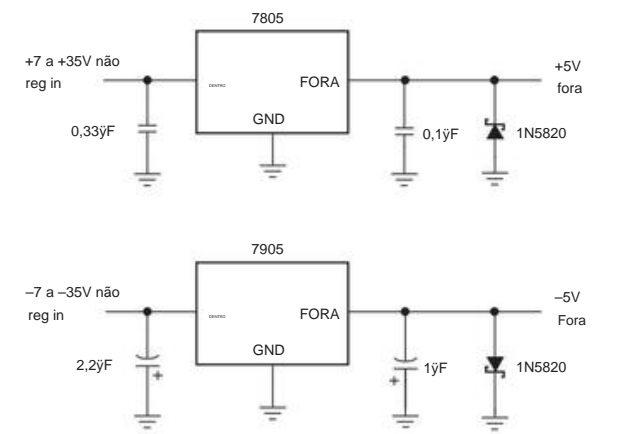 7805
+7 a +35V não
reg in
DENTRO
FORA
GND
+5V
fora
0,33ÿF
0,1ÿF
1N5820
7905
–7 a –35V não
reg in
DENTRO
FORA
GND
–5V
Fora
2,2ÿF
+
1ÿF
+
1N5820